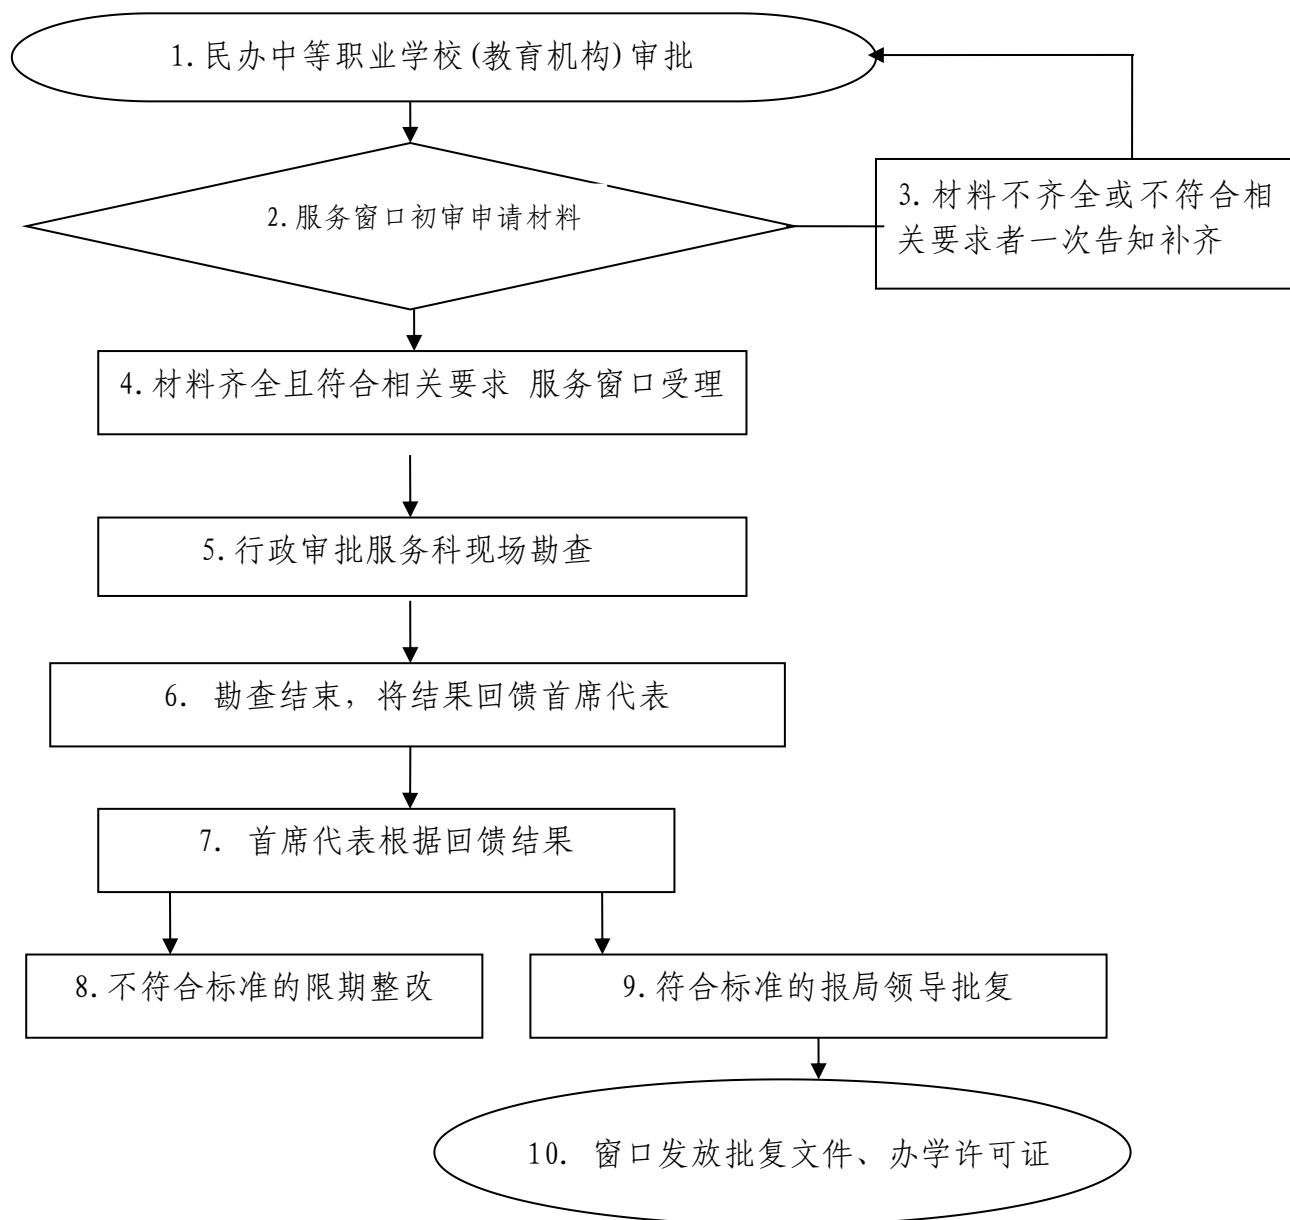 1.民办中等职业学校(教育机构)审批
2.服务窗口初审申请材料
3.材料不齐全或不符合相
关要求者一次告知补齐
4.材料齐全且符合相关要求 服务窗口受理
5.行政审批服务科现场勘查
6. 勘查结束，将结果回馈首席代表
7. 首席代表根据回馈结果
8.不符合标准的限期整改
9.符合标准的报局领导批复
10. 窗口发放批复文件、办学许可证